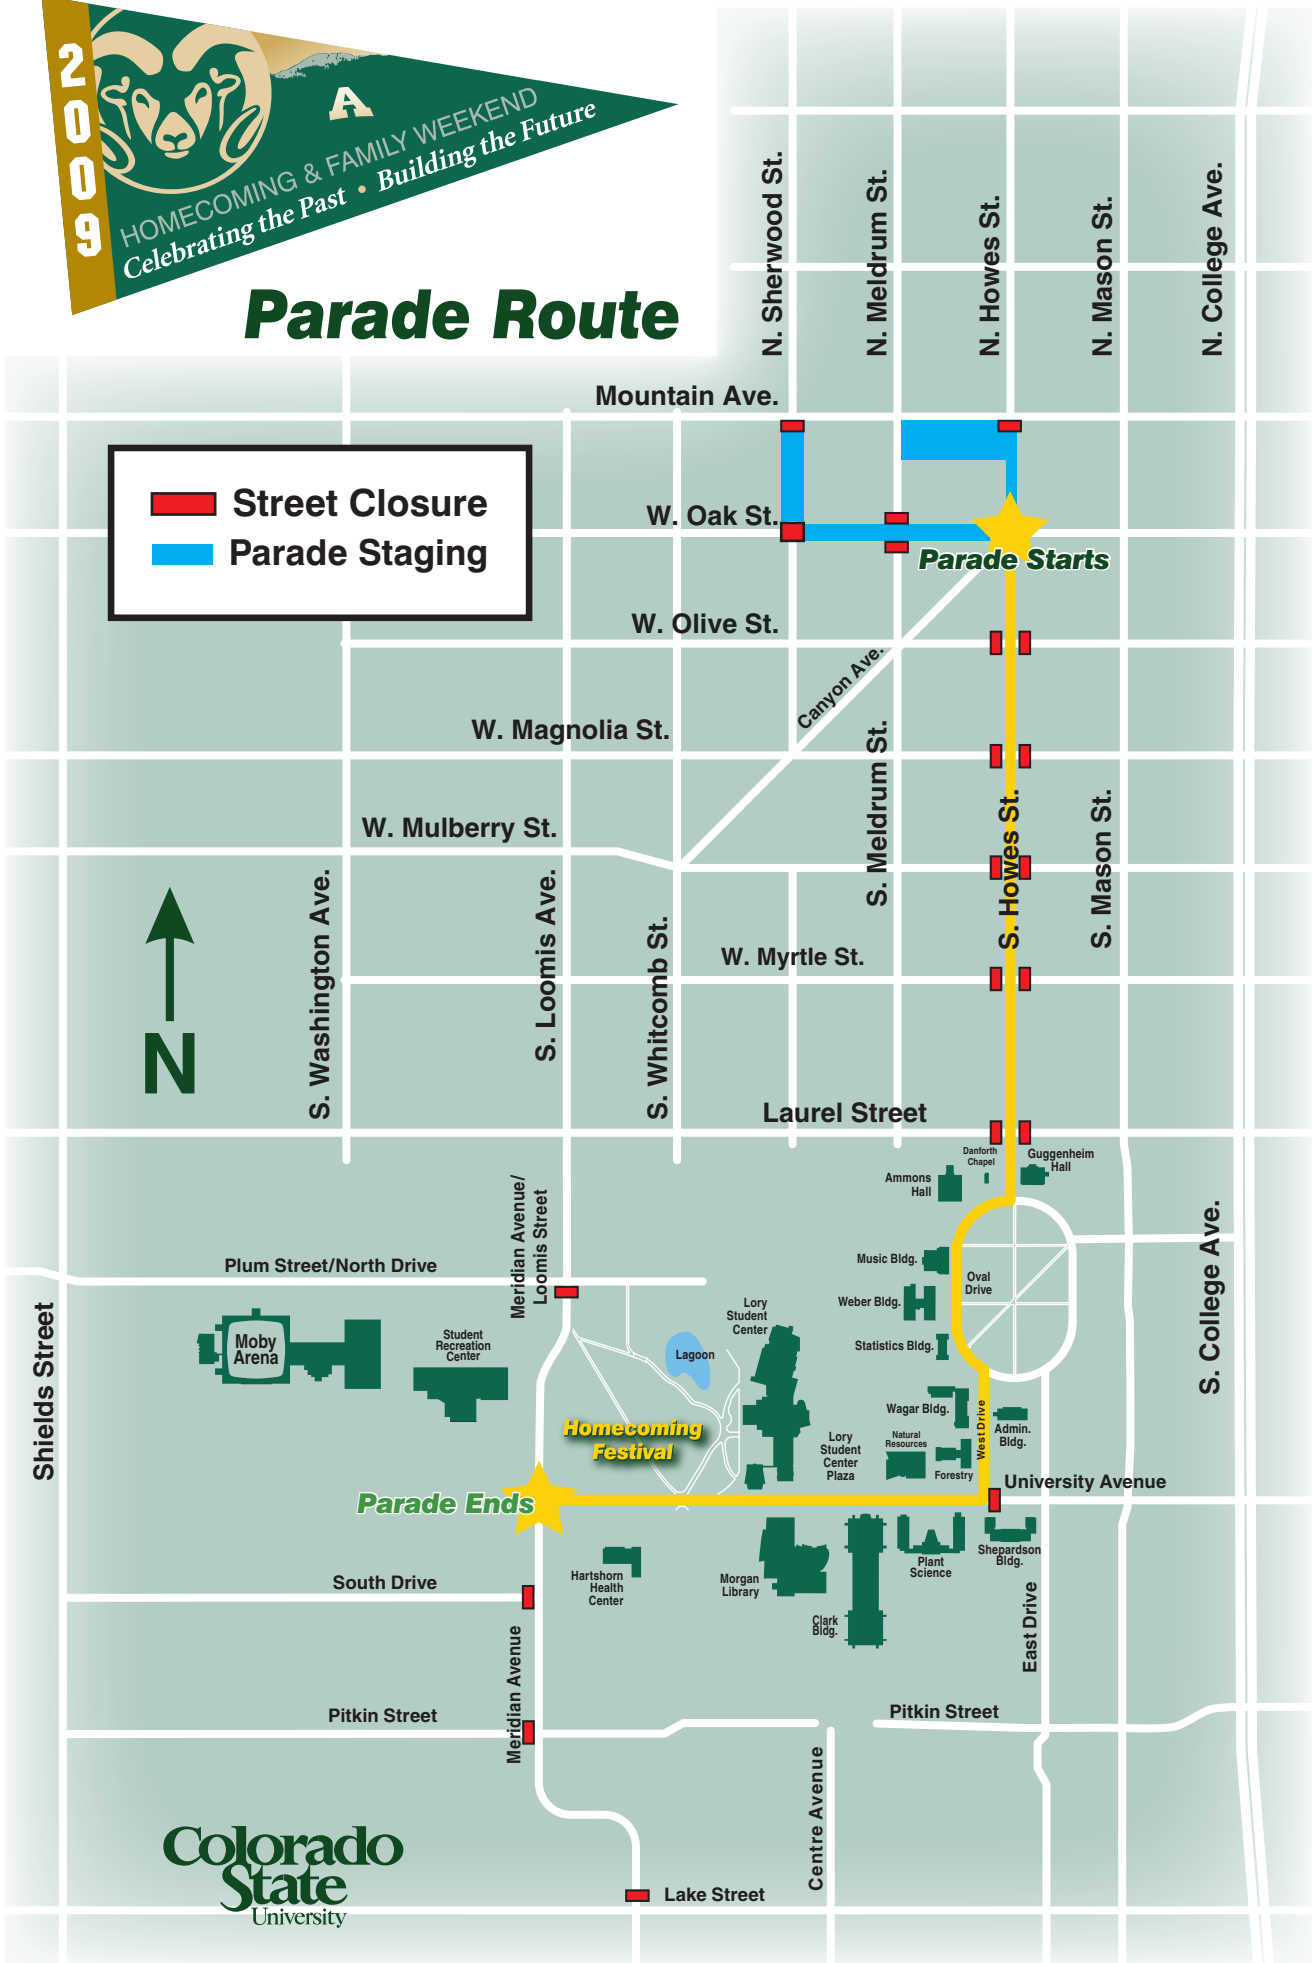 2009
HOMECOMING & FAMILY WEEKEND
Celebrating the Past • Building the Future
A
Parade Route
N. Sherwood St.
N. Meldrum St.
N. Howes St.
N. Mason St.
N. College Ave.
Mountain Ave.
Street Closure
Parade Staging
W. Oak St.
Parade Starts
W. Olive St.
Canyon Ave.
W. Magnolia St.
S. Meldrum St.
S. Howes St.
S. Mason St.
W. Mulberry St.
S. Washington Ave.
S. Loomis Ave.
S. Whitcomb St.
W. Myrtle St.
N
Laurel Street
Danforth
Chapel
Guggenheim
Hall
Ammons
Hall
Meridian Avenue/
Loomis Street
S. College Ave.
Plum Street/North Drive
Music Bldg.
Oval
Drive
Weber Bldg.
Statistics Bldg.
Shields Street
Moby
Arena
Student
Recreation
Center
Lory
Student
Center
Lagoon
Homecoming
Festival
Wagar Bldg.
West Drive
Admin.
Bldg.
Natural
Resources
Forestry
Lory
Student
Center
Plaza
University Avenue
Parade Ends
Hartshorn
Health
Center
Morgan
Library
Clark
Bldg.
Plant
Science
Shepardson
Bldg.
South Drive
East Drive
Meridian Avenue
Pitkin Street
Pitkin Street
Centre Avenue
Lake Street
Colorado
State
University